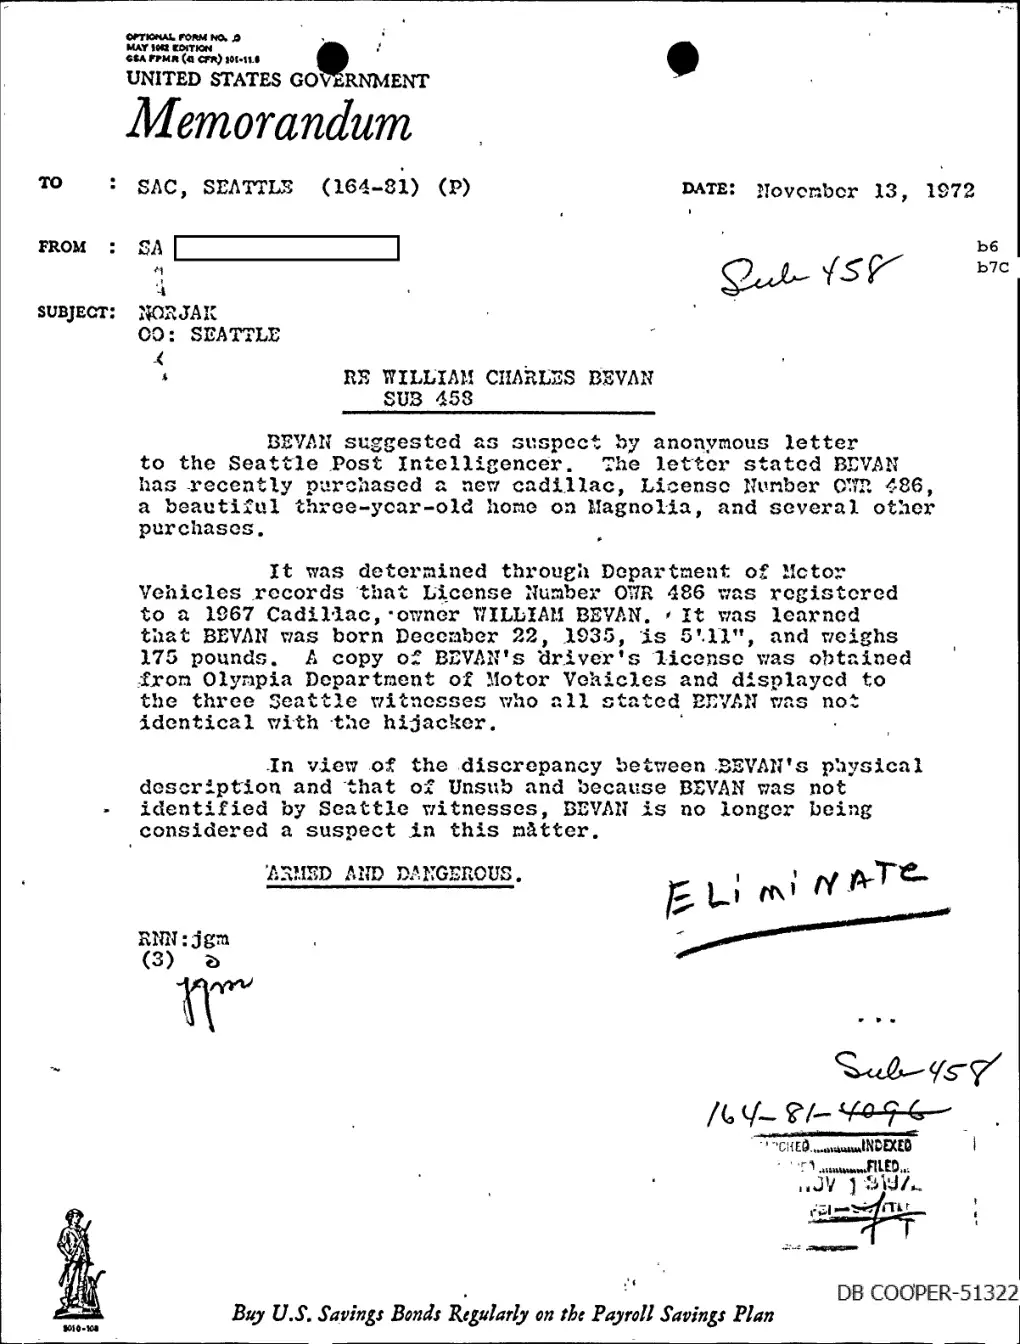 OPTIONAL FORM NO.
MAY 1962 EDITION
GSA FPMR (41 CFR) 101-11.6
UNITED STATES GOVERNMENT
Memorandum
TO : SAC, SEATTLE (164-81) (P)
DATE: November 13, 1972
FROM : SA
b6
b7C
Sub 458
SUBJECT: NORJAK
OO: SEATTLE
RE WILLIAM CHARLES BEVAN
SUB 458
BEVAN suggested as suspect by anonymous letter
to the Seattle Post Intelligencer. The letter stated BEVAN
has recently purchased a new cadillac, License Number OWR 486,
a beautiful three-year-old home on Magnolia, and several other
purchases.
It was determined through Department of Motor
Vehicles records that License Number OWR 486 was registered
to a 1967 Cadillac, owner WILLIAM BEVAN. It was learned
that BEVAN was born December 22, 1935, is 5'11", and weighs
175 pounds. A copy of BEVAN's driver's license was obtained
from Olympia Department of Motor Vehicles and displayed to
the three Seattle witnesses who all stated BEVAN was not
identical with the hijacker.
In view of the discrepancy between BEVAN's physical
description and that of Unsub and because BEVAN was not
identified by Seattle witnesses, BEVAN is no longer being
considered a suspect in this matter.
ARMED AND DANGEROUS.
ELiMiNATE
RNN:jgm
(3)
jgm
Sub 458
164-81-4096
INDEXED
FILED
NOV 13 1972
DB COOPER-51322
Buy U.S. Savings Bonds Regularly on the Payroll Savings Plan
5010-108